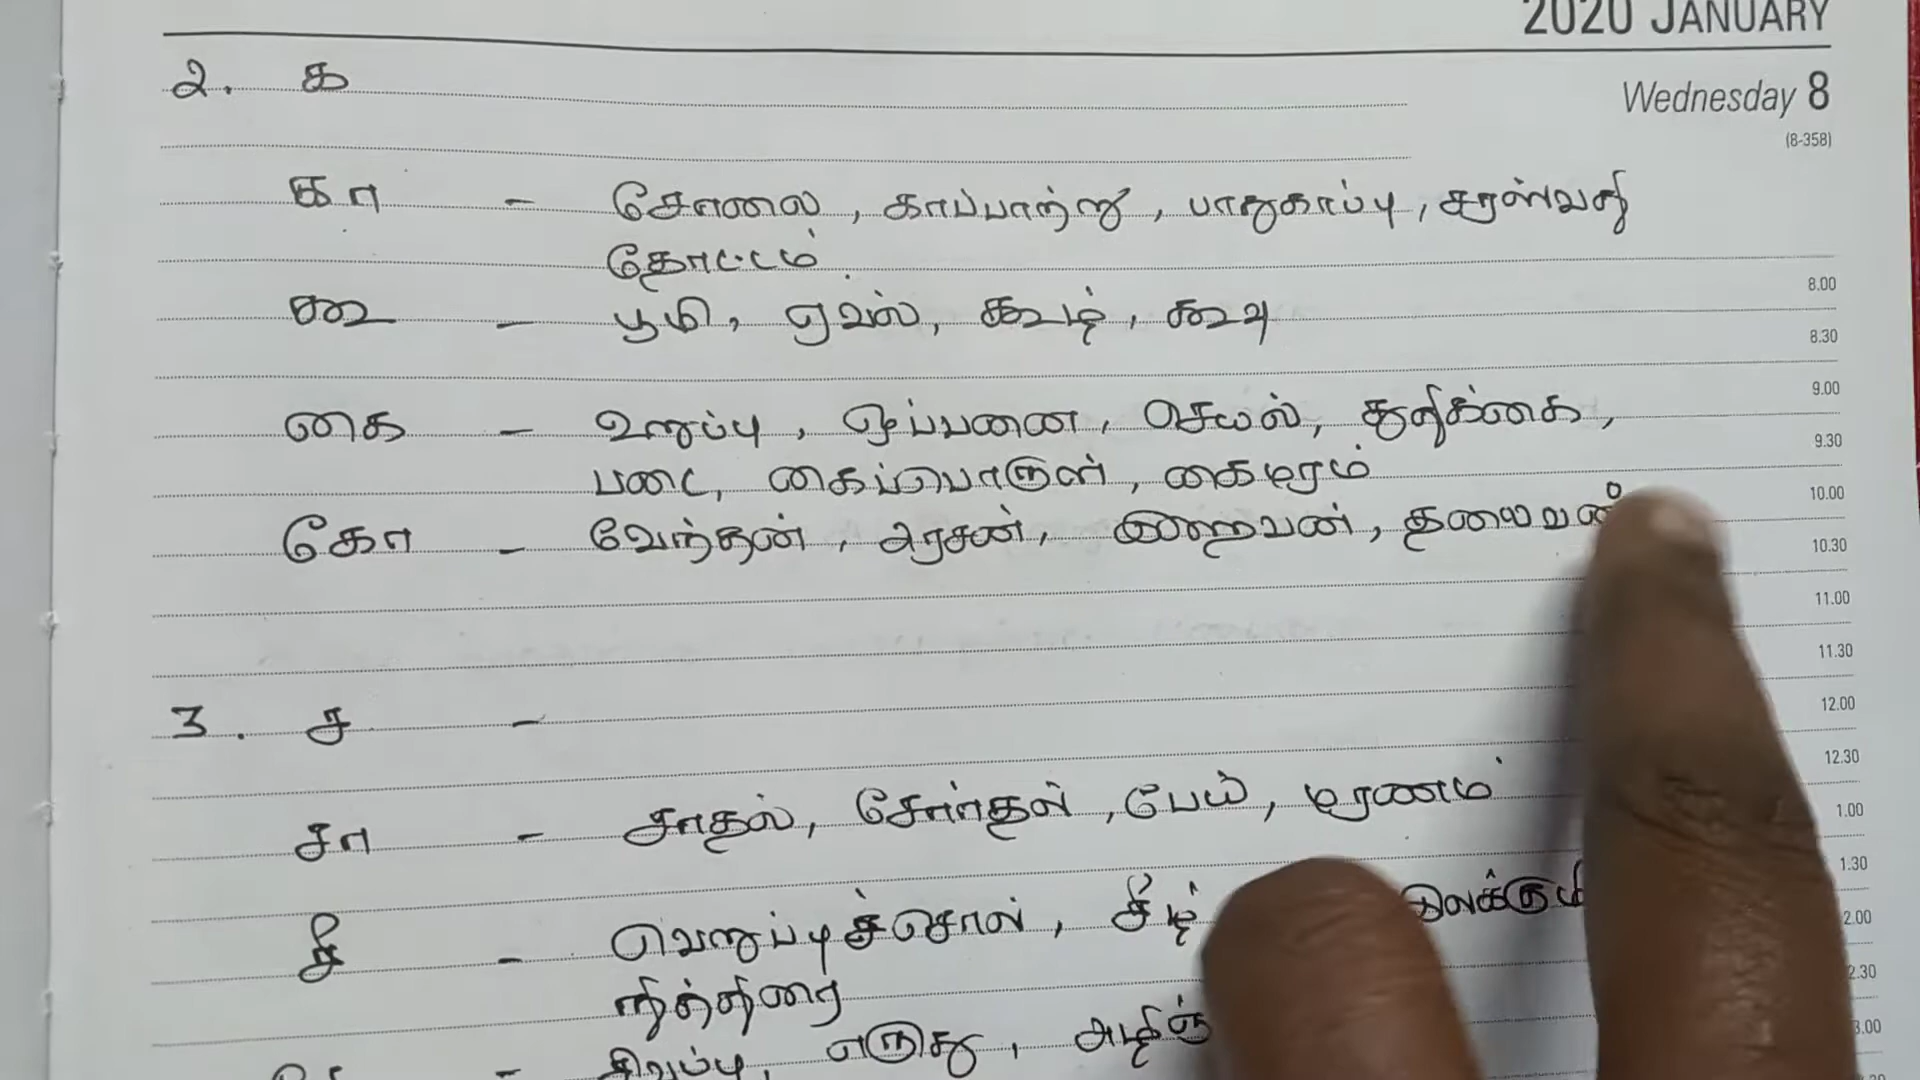 2020 JANUARY
Wednesday 8
(8-358)
2. க
கா - சோலை, காப்பாற்று, பாதுகாப்பு, சரஸ்வதி
தோட்டம்
8.00
கூ - பூமி, ஏவல், கூழ், கூவு
8.30
9.00
கை - உறுப்பு, ஒப்பனை, செயல், தும்பிக்கை,
9.30
படை, கைப்பொருள், கைமரம்
10.00
கோ - வேந்தன், அரசன், இறைவன், தலைவன்
10.30
11.00
11.30
3. ச -
12.00
12.30
சா - சாதல், சோர்தல், பேய், மரணம்
1.00
1.30
சீ - வெறுப்புச்சொல், சீழ்
2.00
நித்திரை
2.30
சிவப்பு, எருது,
3.00